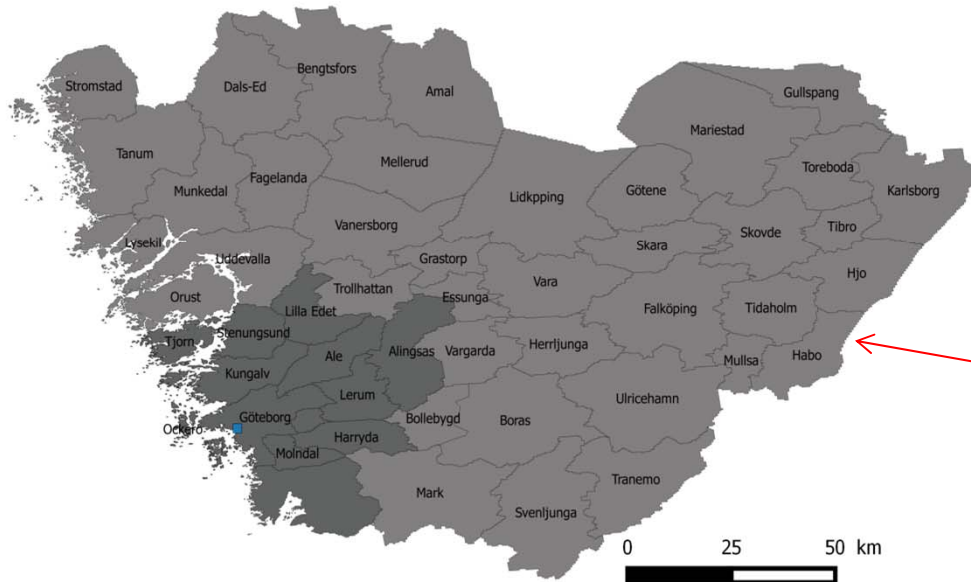 Bengtsfors
Stromstad
Dals-Ed
Amal
Gullspang
Mariestad
Tanum
Mellerud
Toreboda
Fagelanda
Munkedal
Lidkpping
Götene
Karlsborg
Vanersborg
Tibro
Skovde
Lysekil
Skara
Uddevalla
Grastorp
Hjo
Vara
Trollhattan
Orust
Essunga
Falköping
Tidaholm
Lilla Edet
Stenungsund
Tjorn
Ale
Alingsas
Vargarda
Herrljunga
Habo
Mullsa
Kungalv
Lerum
Ulricehamn
Göteborg
Bollebygd
Boras
Ockero
Harryda
Molndal
Tranemo
Mark
Svenljunga
0 25 50 km